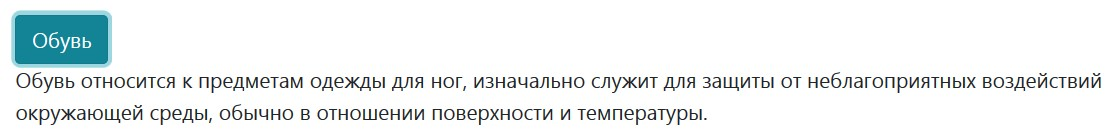 Обувь
Обувь относится к предметам одежды для ног, изначально служит для защиты от неблагоприятных воздействий
окружающей среды, обычно в отношении поверхности и температуры.